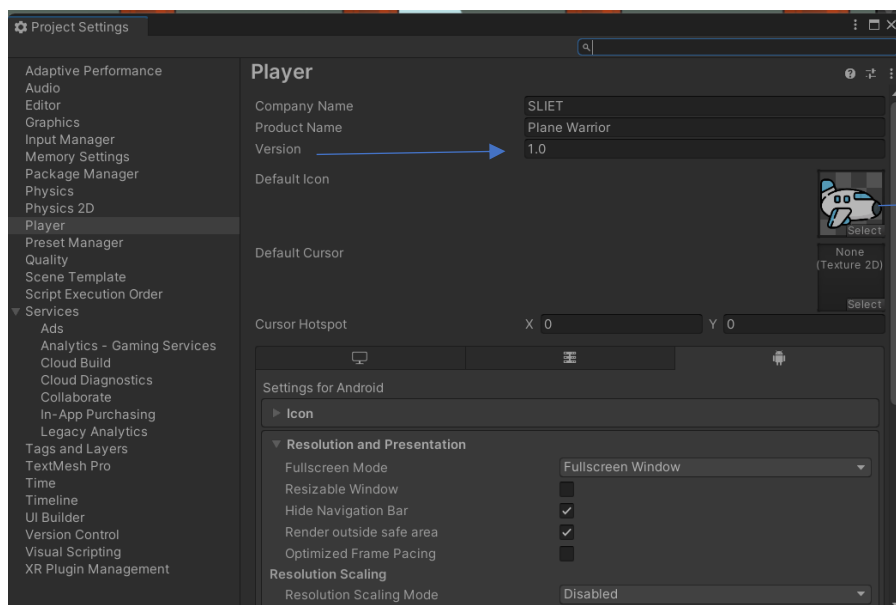 Project Settings
Adaptive Performance
Audio
Editor
Graphics
Input Manager
Memory Settings
Package Manager
Physics
Physics 2D
Player
Preset Manager
Quality
Scene Template
Script Execution Order
Services
Ads
Analytics - Gaming Services
Cloud Build
Cloud Diagnostics
Collaborate
In-App Purchasing
Legacy Analytics
Tags and Layers
TextMesh Pro
Time
Timeline
UI Builder
Version Control
Visual Scripting
XR Plugin Management
Player
Company Name SLIET
Product Name Plane Warrior
Version 1.0
Default Icon
Select
Default Cursor None
(Texture 2D)
Select
Cursor Hotspot X 0 Y 0
Settings for Android
Icon
Resolution and Presentation
Fullscreen Mode Fullscreen Window
Resizable Window
Hide Navigation Bar
Render outside safe area
Optimized Frame Pacing
Resolution Scaling
Resolution Scaling Mode Disabled